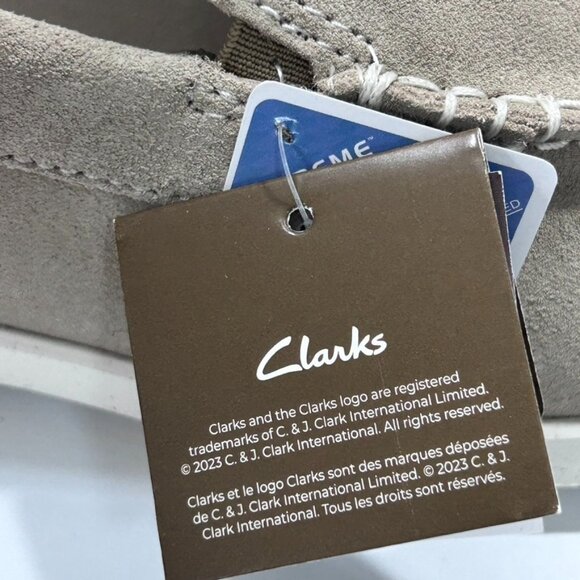 Clarks
Clarks and the Clarks logo are registered
trademarks of C. & J. Clark International Limited.
© 2023 C. & J. Clark International. All rights reserved.
Clarks et le logo Clarks sont des marques déposées
de C. & J. Clark International Limited. © 2023 C. & J.
Clark International. Tous les droits sont réservés.